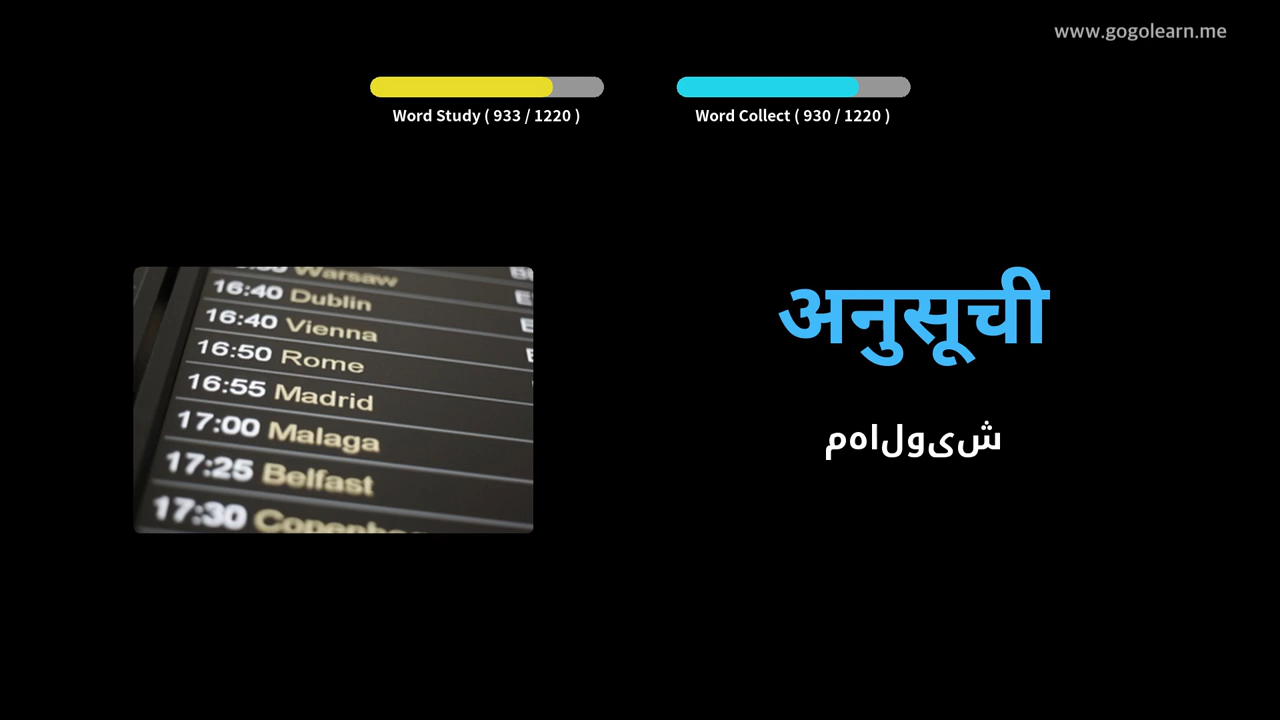 www.gogolearn.me
Word Study ( 933 / 1220 )
Word Collect ( 930 / 1220 )
Warsaw
16:40 Dublin
16:40 Vienna
16:50 Rome
16:55 Madrid
17:00 Malaga
17:25 Belfast
17:30
अनुसूची
شیولاهم